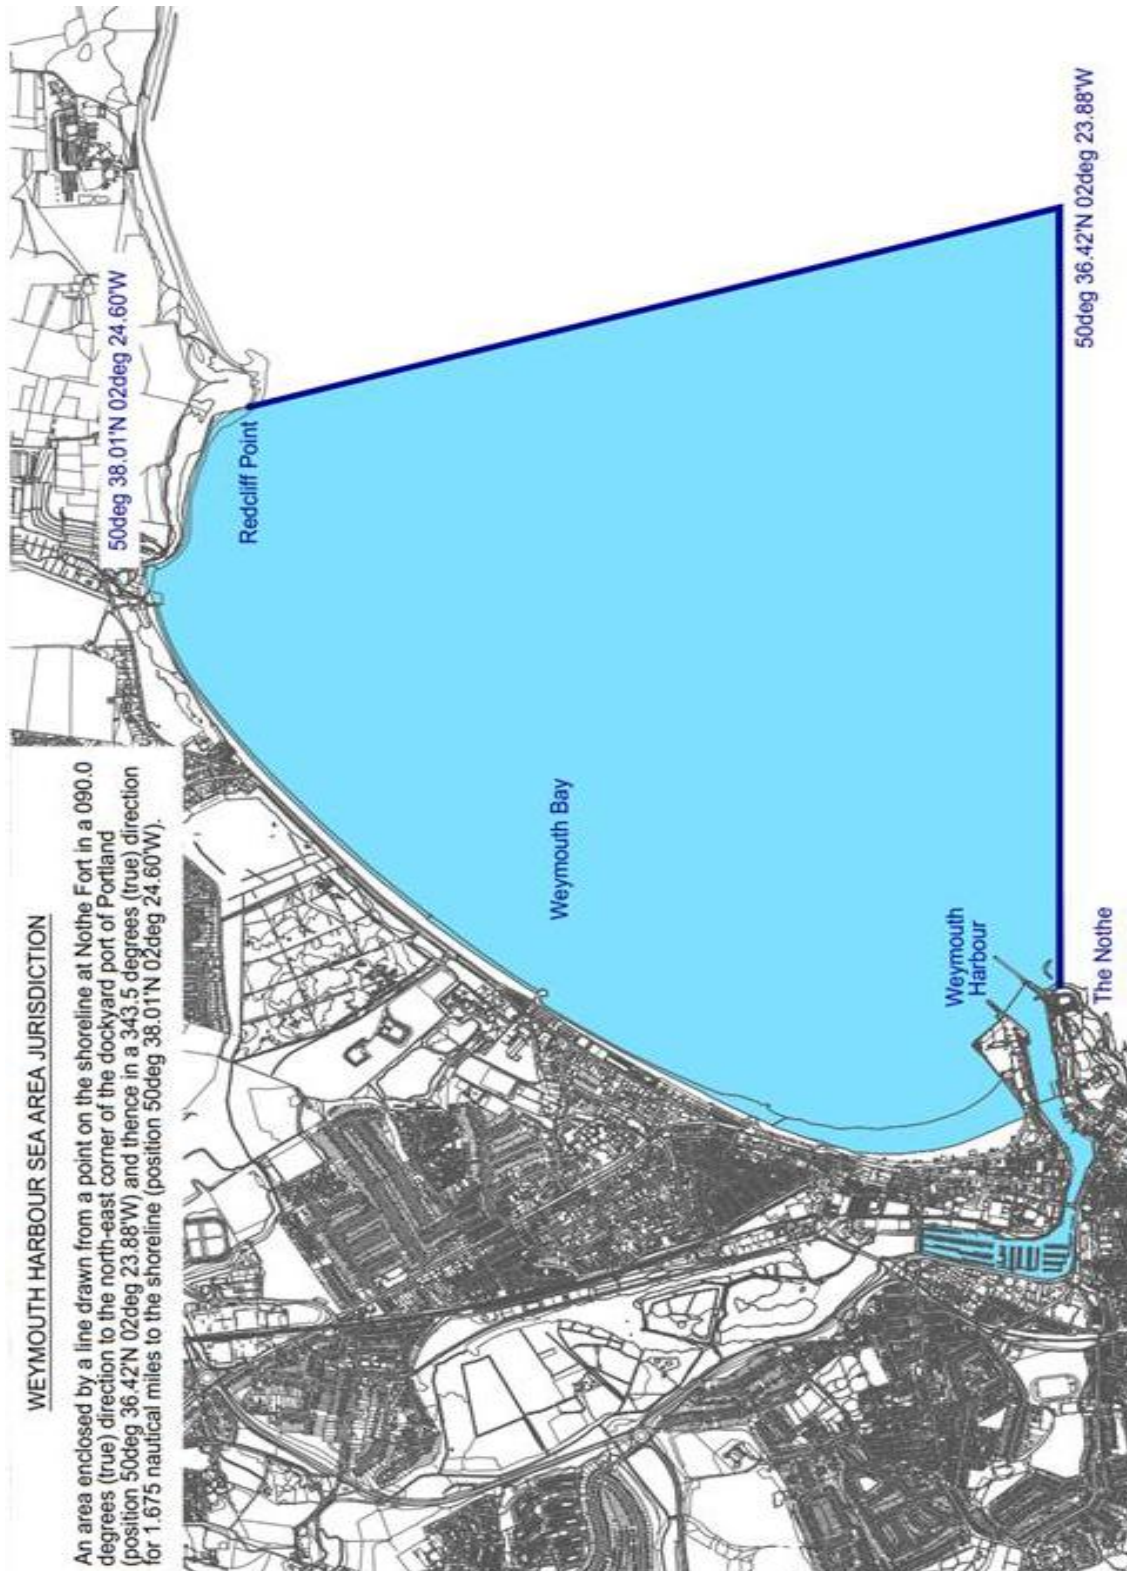 WEYMOUTH HARBOUR SEA AREA JURISDICTION
An area enclosed by a line drawn from a point on the shoreline at Nothe Fort in a 090.0
degrees (true) direction to the north-east corner of the dockyard port of Portland
(position 50deg 36.42'N 02deg 23.88'W) and thence in a 343.5 degrees (true) direction
for 1.675 nautical miles to the shoreline (position 50deg 38.01'N 02deg 24.60'W).
50deg 38.01'N 02deg 24.60'W
Redcliff Point
Weymouth Bay
Weymouth
Harbour
The Nothe
50deg 36.42'N 02deg 23.88'W